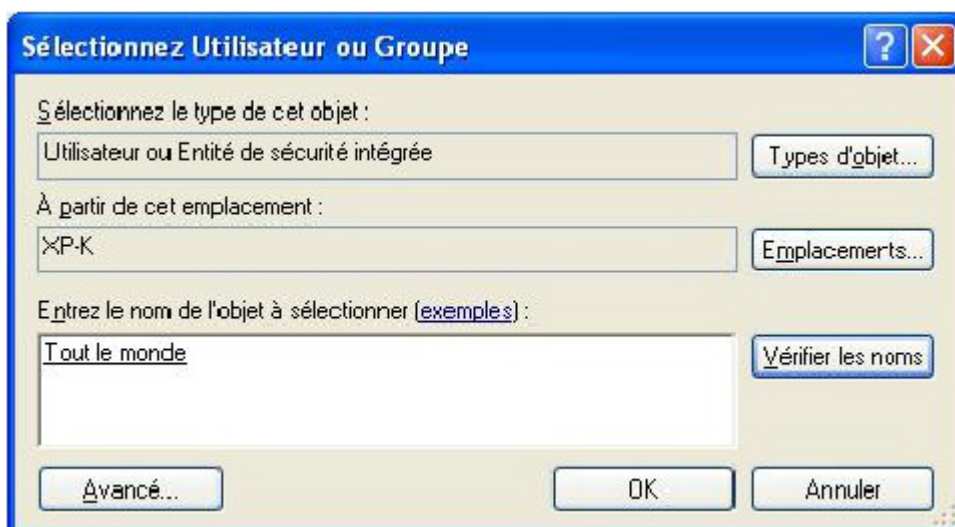 Sélectionnez Utilisateur ou Groupe
Sélectionnez le type de cet objet :
Utilisateur ou Entité de sécurité intégrée
Types d'objet...
À partir de cet emplacement :
XP-K
Emplacements...
Entrez le nom de l'objet à sélectionner (exemples) :
Tout le monde
Vérifier les noms
Avancé...
OK
Annuler